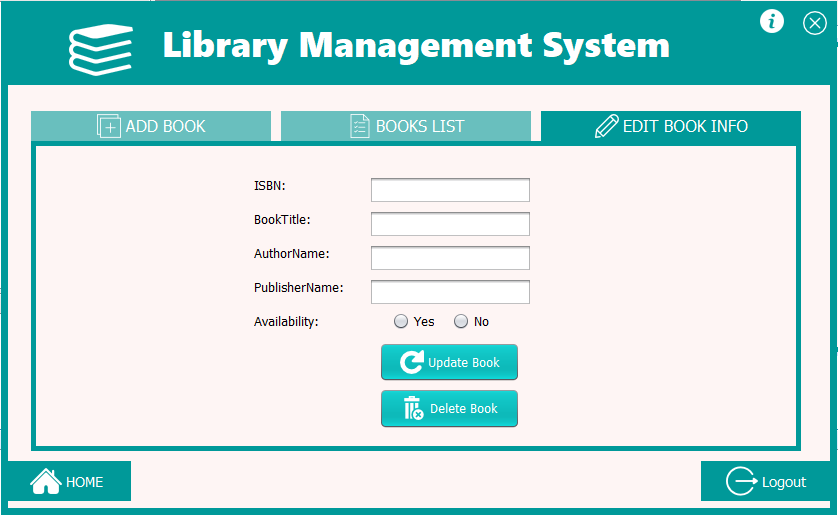 Library Management System
ADD BOOK
BOOKS LIST
EDIT BOOK INFO
ISBN:
BookTitle:
AuthorName:
PublisherName:
Availability: Yes No
Update Book
Delete Book
HOME
Logout